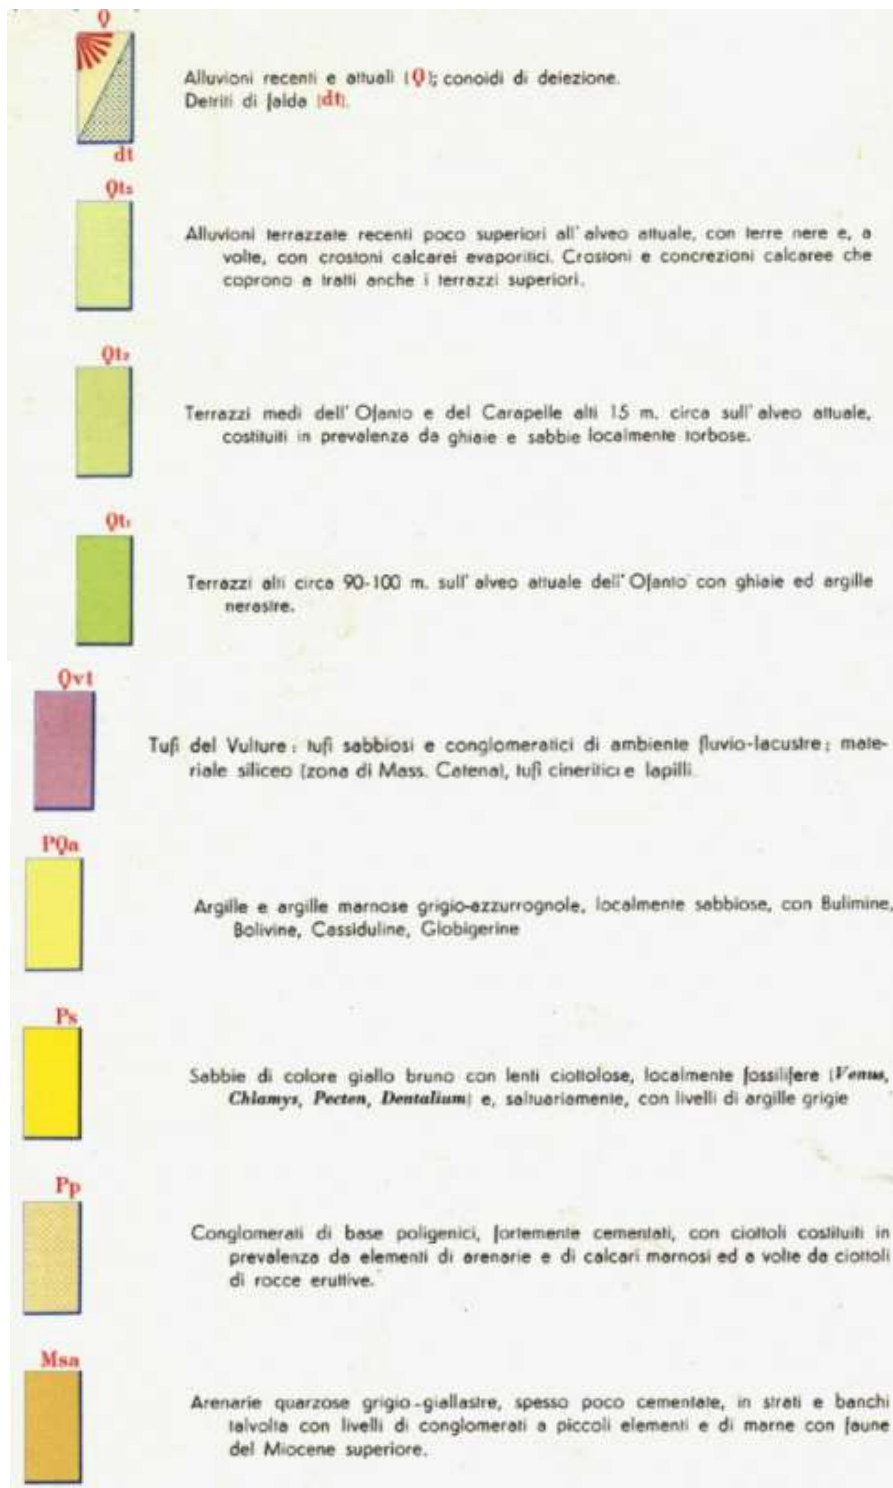 Q
Alluvioni recenti e attuali (Q); conoidi di deiezione.
Detriti di falda (dt).
dt
Qt3
Alluvioni terrazzate recenti poco superiori all'alveo attuale, con terre nere e, a
volte, con crostoni calcarei evaporitici. Crostoni e concrezioni calcaree che
coprono a tratti anche i terrazzi superiori.
Qt2
Terrazzi medi dell'Ofanto e del Carapelle alti 15 m. circa sull'alveo attuale,
costituiti in prevalenza da ghiaie e sabbie localmente torbose.
Qt1
Terrazzi alti circa 90-100 m. sull'alveo attuale dell'Ofanto con ghiaie ed argille
nerastre.
Qvt
Tufi del Vulture: tufi sabbiosi e conglomeratici di ambiente fluvio-lacustre; mate-
riale siliceo (zona di Mass. Catena), tufi cineritici e lapilli.
PQa
Argille e argille marnose grigio-azzurrognole, localmente sabbiose, con Bulimine,
Bolivine, Cassiduline, Globigerine
Ps
Sabbie di colore giallo bruno con lenti ciottolose, localmente fossilifere (Venus,
Chlamys, Pecten, Dentalium) e, saltuariamente, con livelli di argille grigie
Pp
Conglomerati di base poligenici, fortemente cementati, con ciottoli costituiti in
prevalenza da elementi di arenarie e di calcari marnosi ed a volte da ciottoli
di rocce eruttive.
Msa
Arenarie quarzose grigio-giallastre, spesso poco cementate, in strati e banchi
talvolta con livelli di conglomerati a piccoli elementi e di marne con faune
del Miocene superiore.